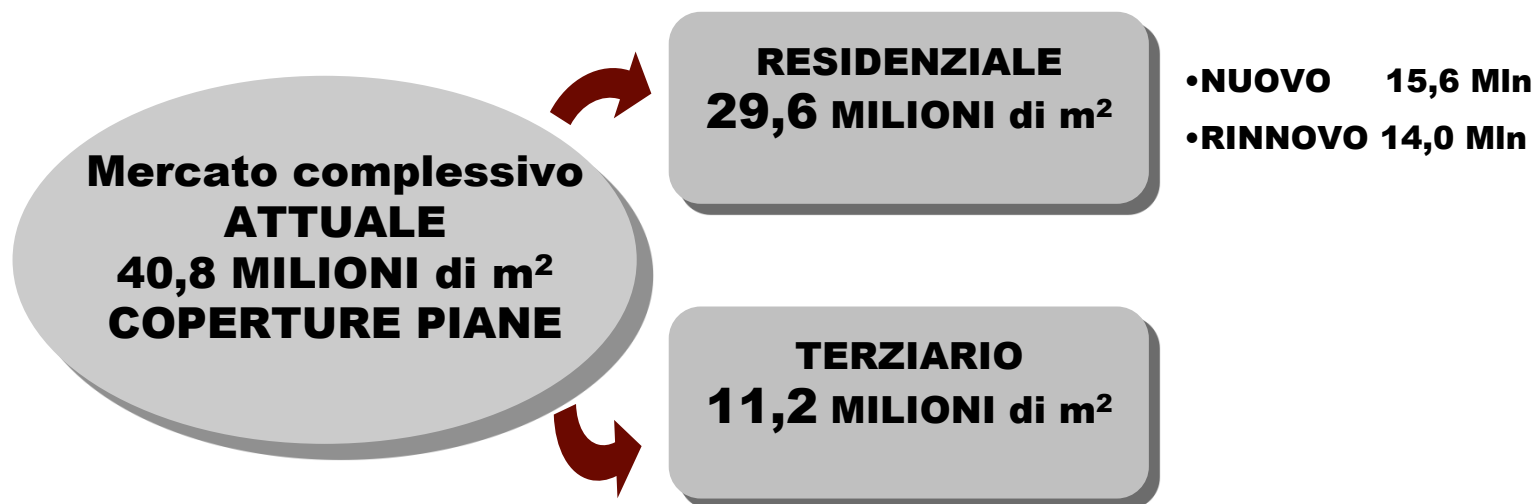 Mercato complessivo
ATTUALE
40,8 MILIONI di m²
COPERTURE PIANE
RESIDENZIALE
29,6 MILIONI di m²
•NUOVO 15,6 Mln
•RINNOVO 14,0 Mln
TERZIARIO
11,2 MILIONI di m²